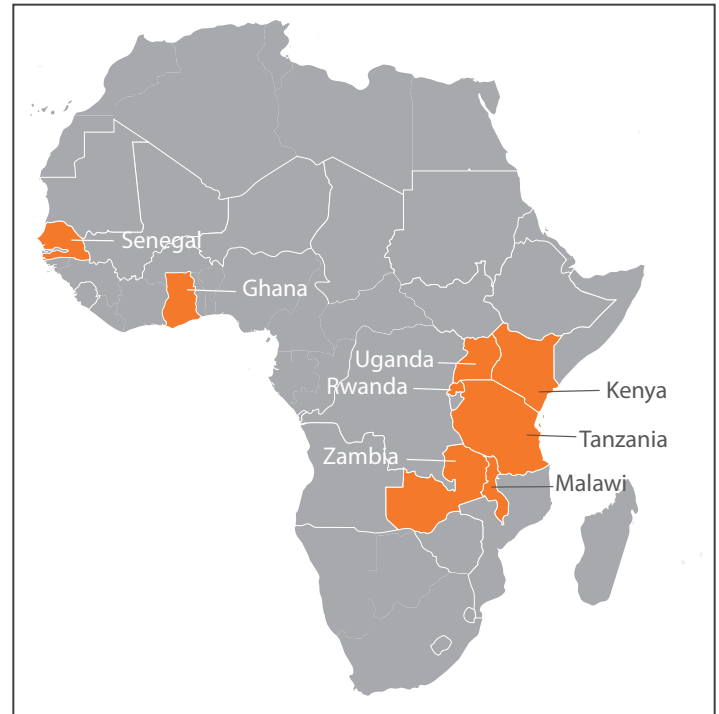 Senegal
Ghana
Uganda
Rwanda
Kenya
Tanzania
Zambia
Malawi